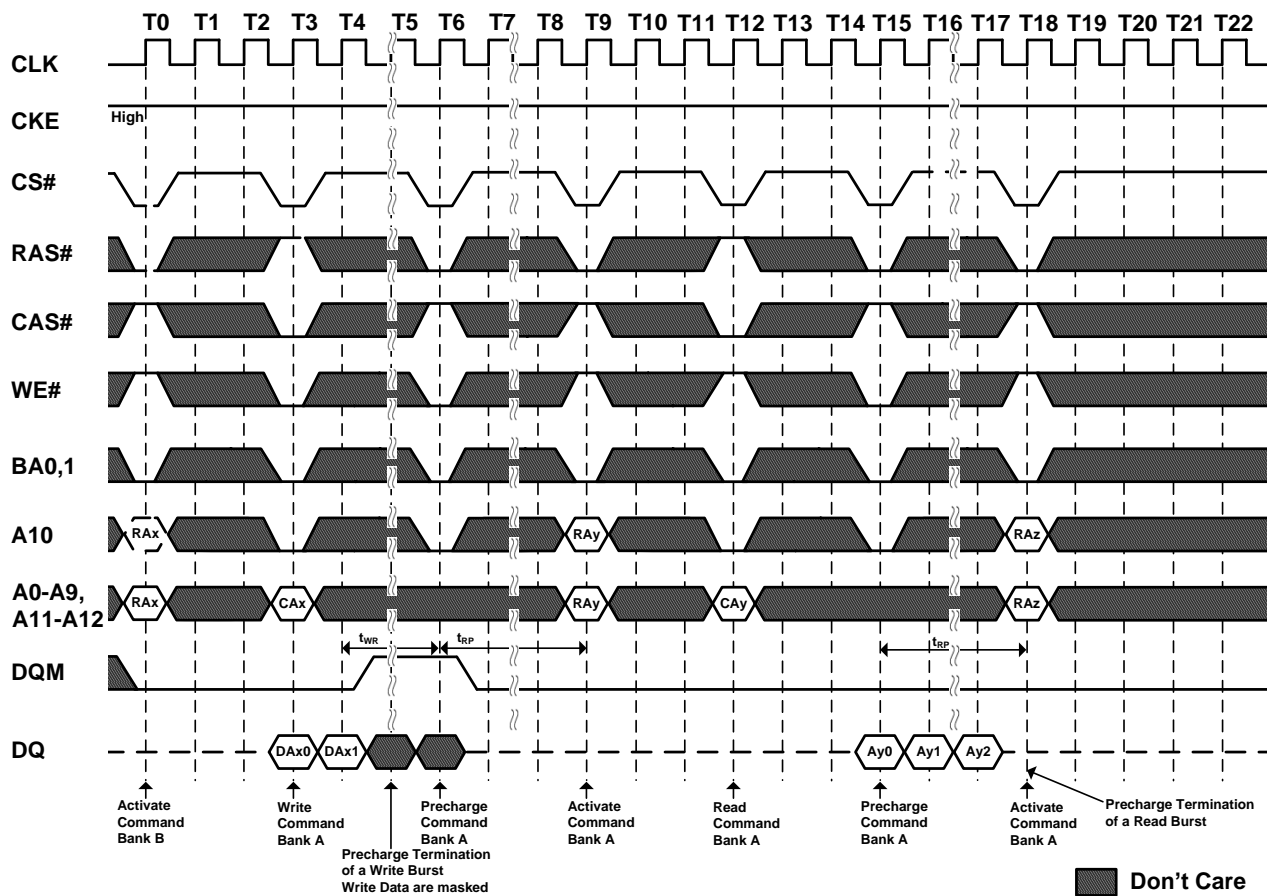 T0 T1 T2 T3 T4 T5 T6 T7 T8 T9 T10 T11 T12 T13 T14 T15 T16 T17 T18 T19 T20 T21 T22
CLK
CKE
High
CS#
RAS#
CAS#
WE#
BA0,1
A10
RAx
RAy
RAz
A0-A9,
A11-A12
RAx
CAx
RAy
CAy
RAz
tWR
tRP
tRP
DQM
DQ
DAx0
DAx1
Ay0
Ay1
Ay2
Activate
Command
Bank B
Write
Command
Bank A
Precharge Termination
of a Write Burst
Write Data are masked
Precharge
Command
Bank A
Activate
Command
Bank A
Read
Command
Bank A
Precharge
Command
Bank A
Activate
Command
Bank A
Precharge Termination
of a Read Burst
Don't Care